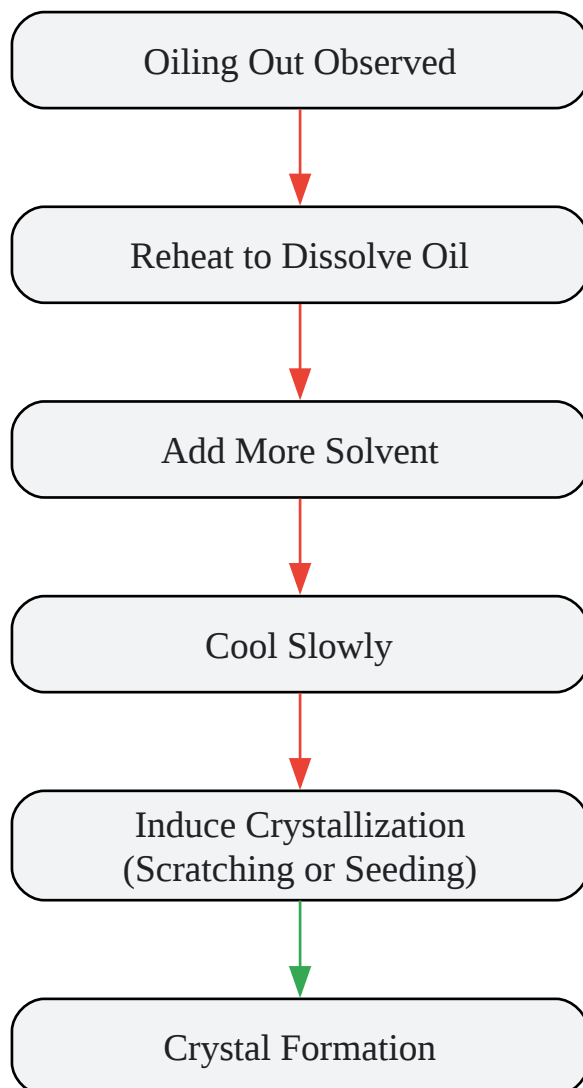 Oiling Out Observed
Reheat to Dissolve Oil
Add More Solvent
Cool Slowly
Induce Crystallization
(Scratching or Seeding)
Crystal Formation